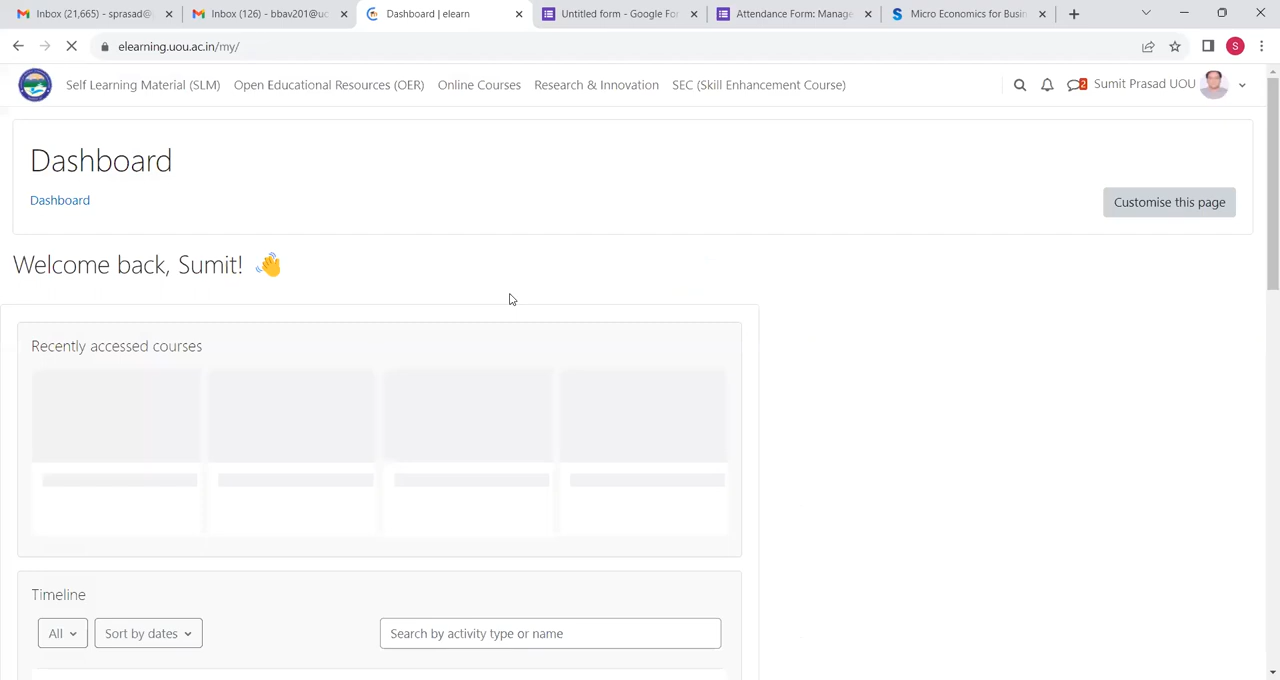 Inbox (21,665) - sprasad@
Inbox (126) - bbav201@uo
Dashboard | elearn
Untitled form - Google For
Attendance Form: Manage
Micro Economics for Busin
elearning.uou.ac.in/my/
S
Self Learning Material (SLM)
Open Educational Resources (OER)
Online Courses
Research & Innovation
SEC (Skill Enhancement Course)
2
Sumit Prasad UOU
Dashboard
Dashboard
Customise this page
Welcome back, Sumit!
Recently accessed courses
Timeline
All
Sort by dates
Search by activity type or name